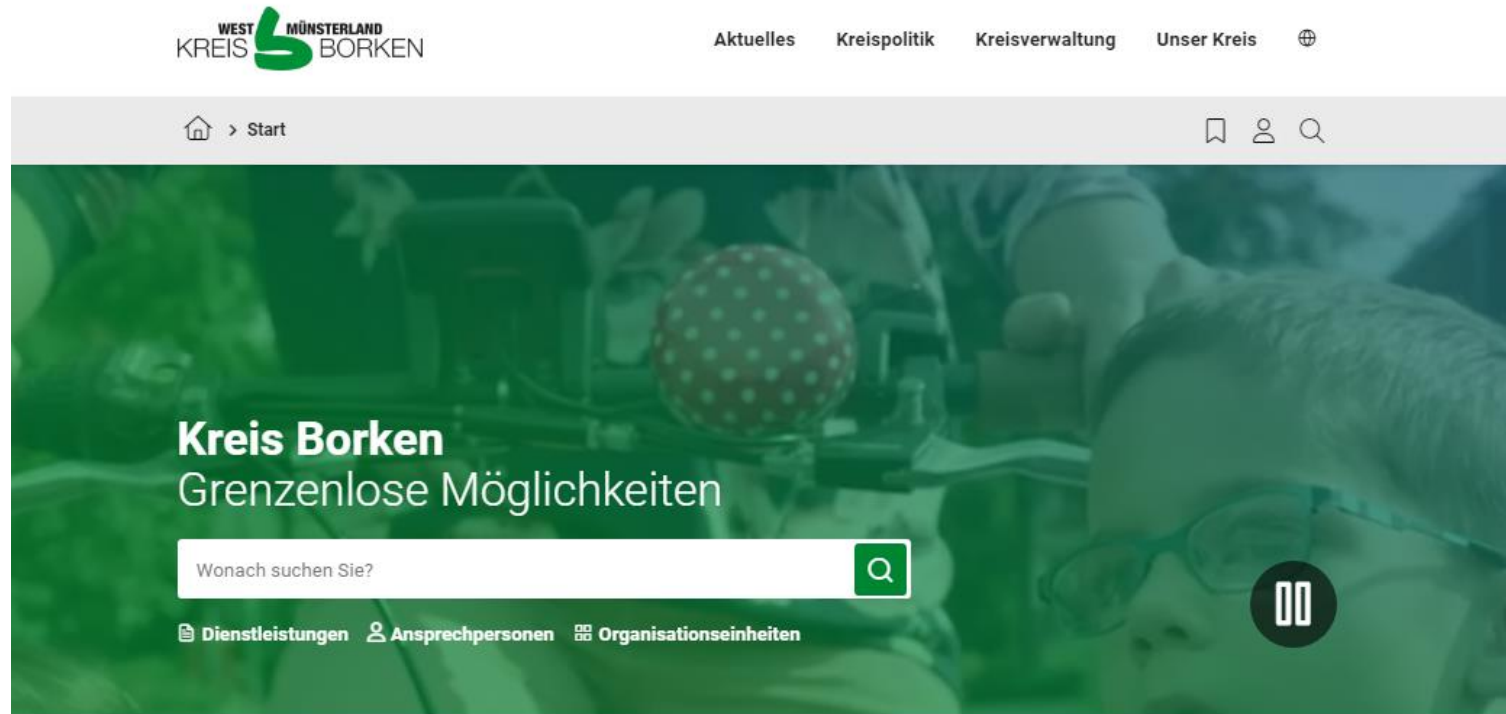 WEST MÜNSTERLAND
KREIS BORKEN
Aktuelles Kreispolitik Kreisverwaltung Unser Kreis
> Start
Kreis Borken
Grenzenlose Möglichkeiten
Wonach suchen Sie?
Dienstleistungen Ansprechpersonen Organisationseinheiten